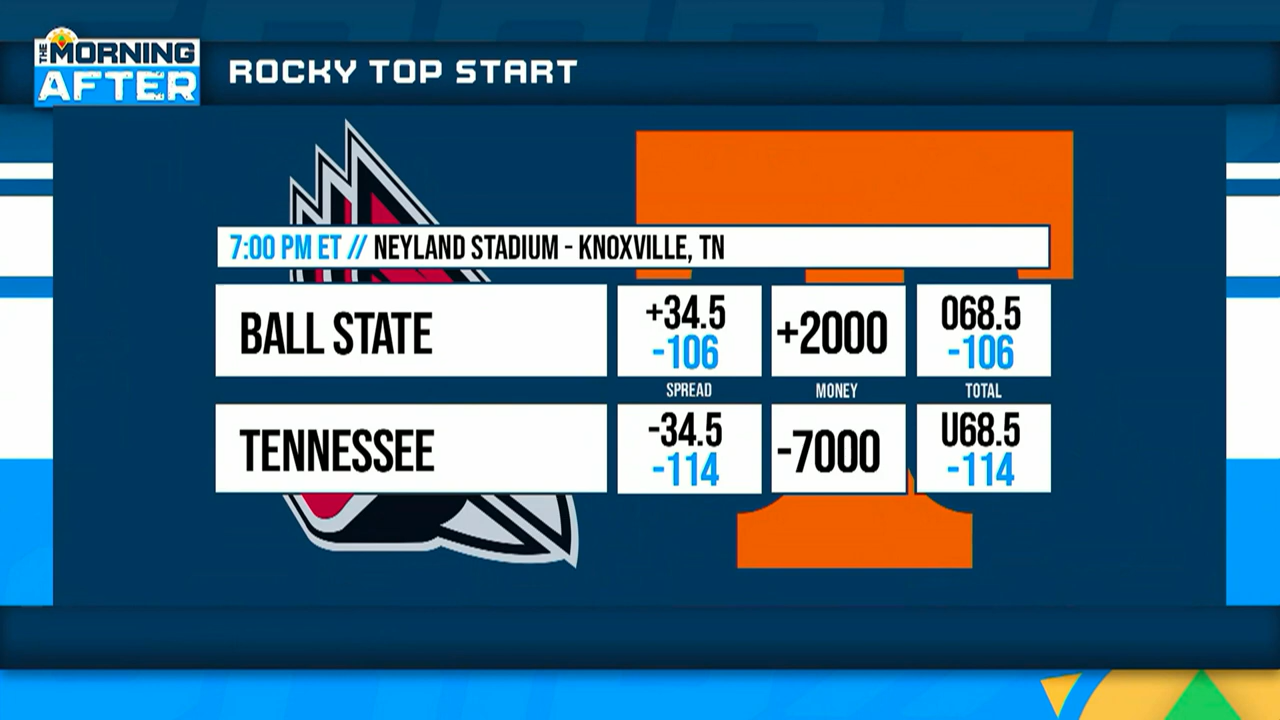 THE MORNING
AFTER
ROCKY TOP START
7:00 PM ET // NEYLAND STADIUM - KNOXVILLE, TN
BALL STATE
+34.5
-106
+2000
O68.5
-106
SPREAD
MONEY
TOTAL
TENNESSEE
-34.5
-114
-7000
U68.5
-114